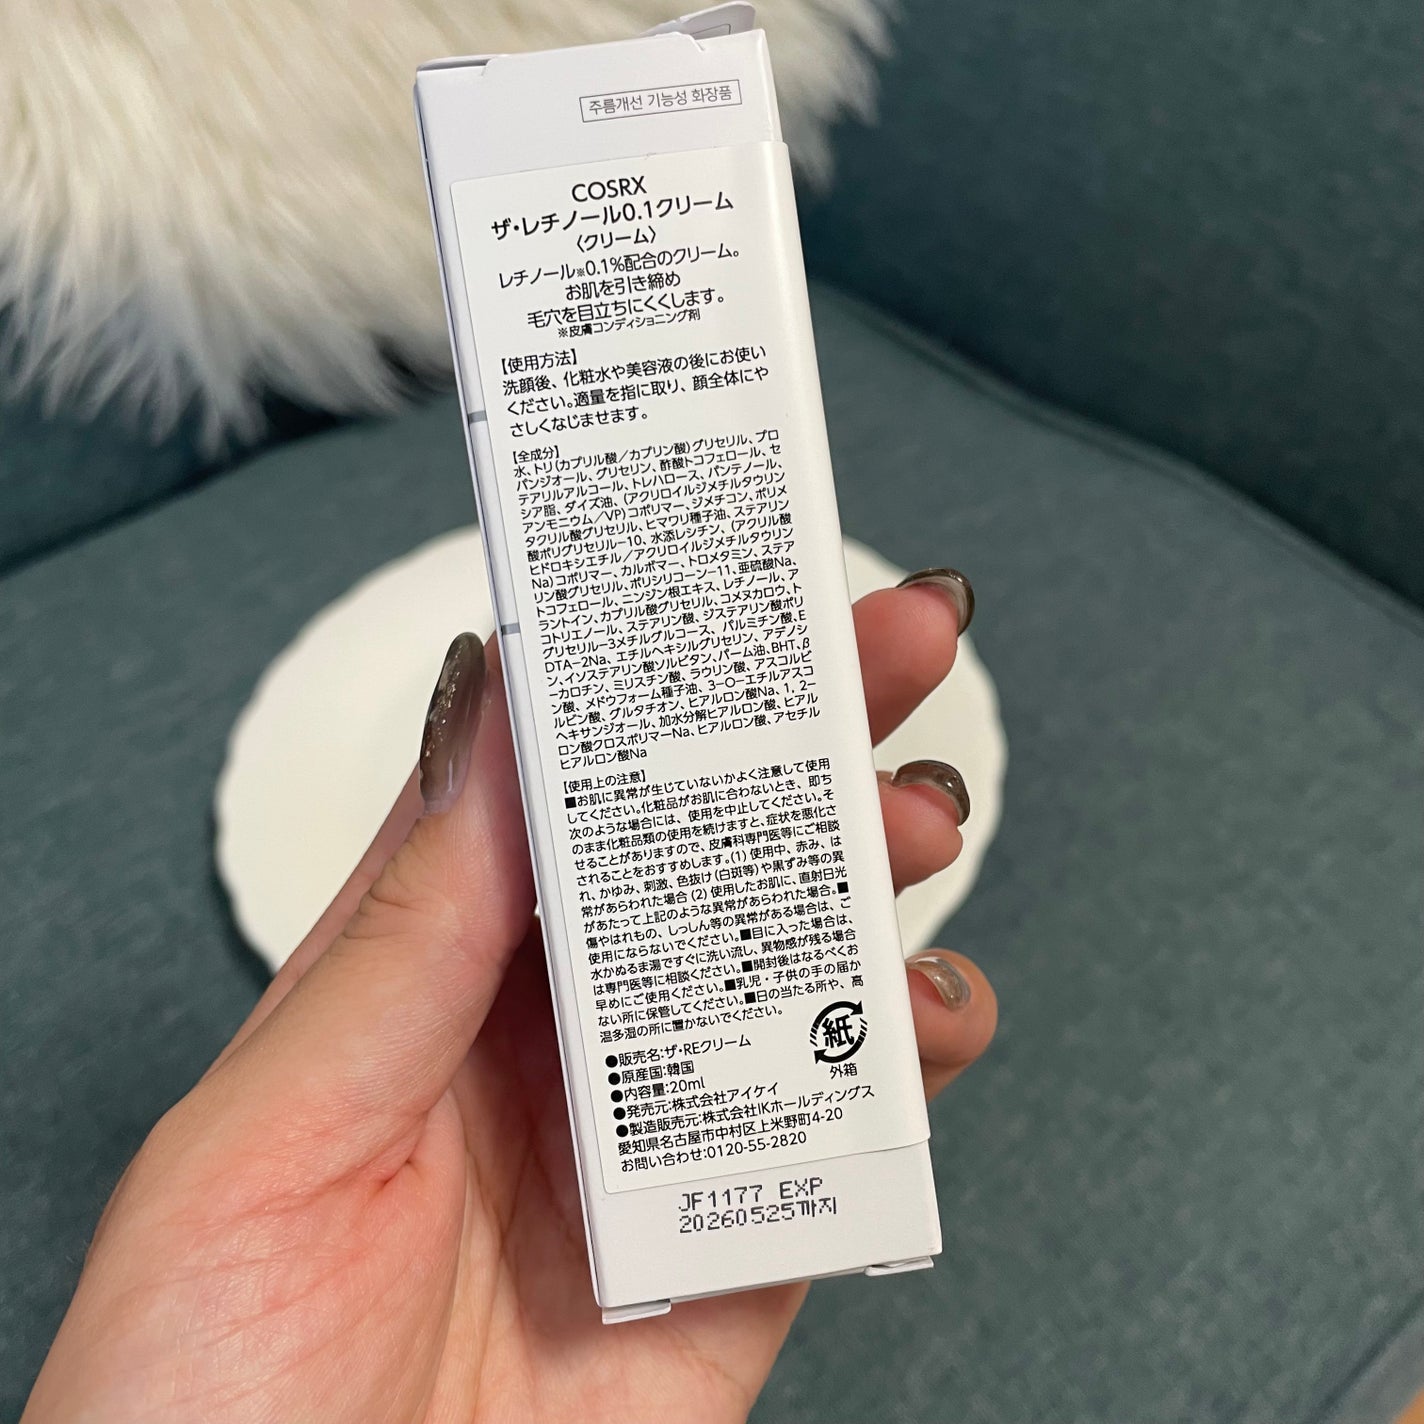 주름개선 기능성 화장품
COSRX
ザ・レチノール0.1クリーム
〈クリーム〉
レチノール※0.1%配合のクリーム。
お肌を引き締め
毛穴を目立ちにくくします。
※皮膚コンディショニング剤
【使用方法】
洗顔後、化粧水や美容液の後にお使い
ください。適量を指に取り、顔全体にや
さしくなじませます。
【全成分】
水、トリ(カプリル酸/カプリン酸)グリセリル、プロ
パンジオール、グリセリン、酢酸トコフェロール、セ
テアリルアルコール、トレハロース、パンテノール、
シア脂、ダイズ油、(アクリロイルジメチルタウリン
アンモニウム/VP)コポリマー、ジメチコン、ポリメ
タクリル酸グリセリル、ヒマワリ種子油、ステアリン
酸ポリグリセリル-10、水添レシチン、(アクリル酸
ヒドロキシエチル/アクリロイルジメチルタウリン
Na)コポリマー、カルボマー、トロメタミン、ステア
リン酸グリセリル、ポリシリコーン-11、亜硫酸Na、
トコフェロール、ニンジン根エキス、レチノール、ア
ラントイン、カプリル酸グリセリル、コメヌカロウ、ト
コトリエノール、ステアリン酸、ジステアリン酸ポリ
グリセリル-3メチルグルコース、パルミチン酸、E
DTA-2Na、エチルヘキシルグリセリン、アデノシ
ン、イソステアリン酸ソルビタン、パーム油、BHT、β
-カロチン、ミリスチン酸、ラウリン酸、アスコルビ
ン酸、メドウフォーム種子油、3-O-エチルアスコ
ルビン酸、グルタチオン、ヒアルロン酸Na、1,2-
ヘキサンジオール、加水分解ヒアルロン酸、ヒアル
ロン酸クロスポリマーNa、ヒアルロン酸、アセチル
ヒアルロン酸Na
【使用上の注意】
■お肌に異常が生じていないかよく注意して使用
してください。化粧品がお肌に合わないとき、即ち
次のような場合には、使用を中止してください。そ
のまま化粧品類の使用を続けますと、症状を悪化さ
せることがありますので、皮膚科専門医等にご相談
されることをおすすめします。(1)使用中、赤み、は
れ、かゆみ、刺激、色抜け(白斑等)や黒ずみ等の異
常があらわれた場合(2)使用したお肌に、直射日光
があたって上記のような異常があらわれた場合。■
傷やはれもの、しっしん等の異常がある場合は、ご
使用にならないでください。■目に入った場合は、
水かぬるま湯ですぐに洗い流し、異物感が残る場合
は専門医等に相談ください。■開封後はなるべくお
早めにご使用ください。■乳児・子供の手の届か
ない所に保管してください。■日の当たる所や、高
温多湿の所に置かないでください。
●販売名:ザ・REクリーム
●原産国:韓国
●内容量:20ml
●発売元:株式会社アイケイ
●製造販売元:株式会社IKホールディングス
愛知県名古屋市中村区上米野町4-20
お問い合わせ:0120-55-2820
紙
外箱
JF1177 EXP
20260525까지